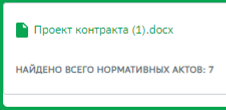 Проект контракта (1).docx
НАЙДЕНО ВСЕГО НОРМАТИВНЫХ АКТОВ: 7